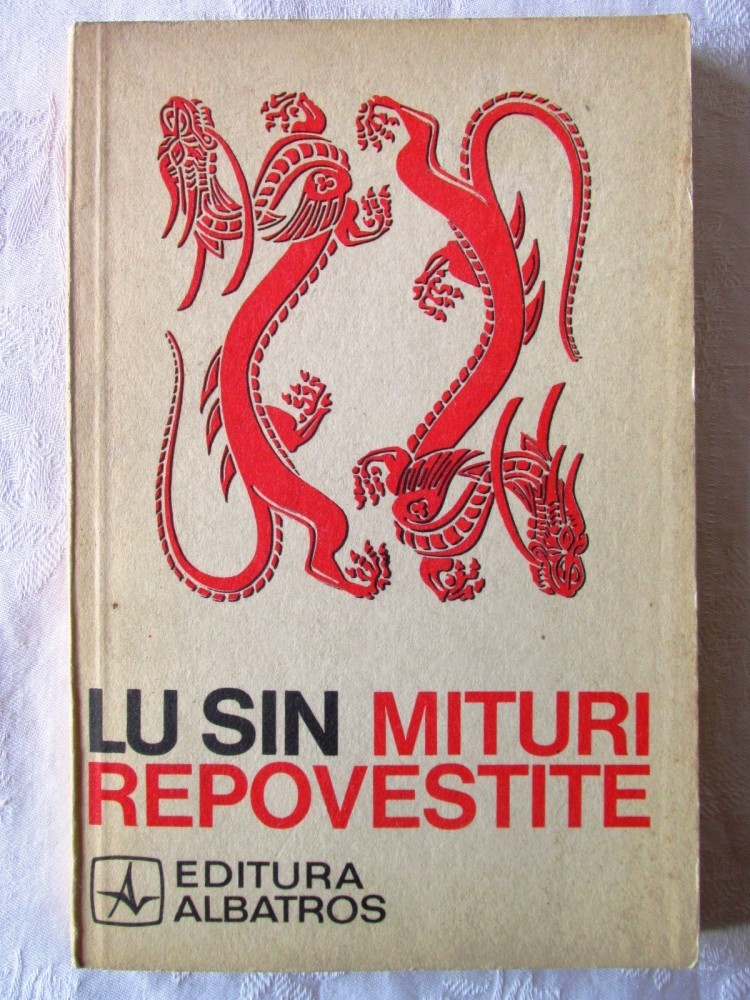 LU SIN MITURI
REPOVESTITE
EDITURA
ALBATROS